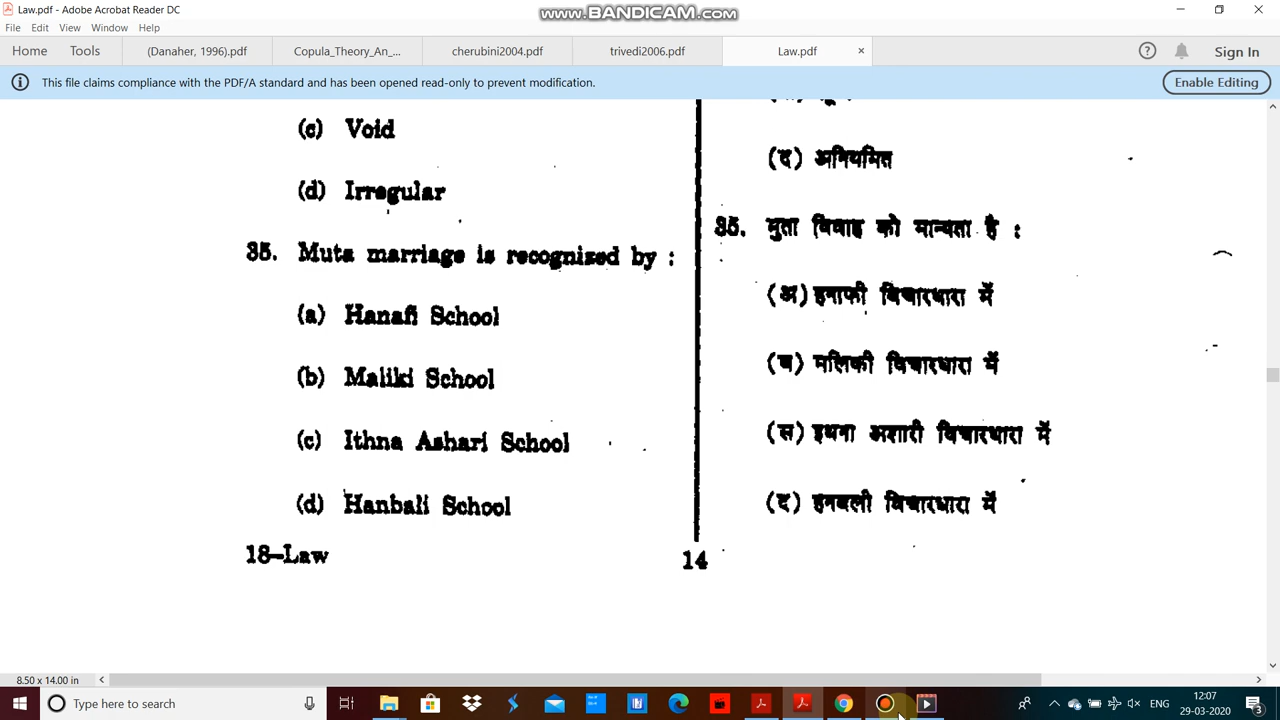 Law.pdf - Adobe Acrobat Reader DC
WWW.BANDICAM.COM
File Edit View Window Help
Home Tools (Danaher, 1996).pdf Copula_Theory_An_... cherubini2004.pdf trivedi2006.pdf Law.pdf × Sign In
This file claims compliance with the PDF/A standard and has been opened read-only to prevent modification. Enable Editing
(c) Void
(d) Irregular
35. Muta marriage is recognized by :
(a) Hanafi School
(b) Maliki School
(c) Ithna Ashari School
(d) Hanbali School
18–Law
(द) अनियमित
35. मुता विवाह को मान्यता है :
(अ) हनाफी विचारधारा में
(ब) मलिकी विचारधारा में
(स) इथना अशारी विचारधारा में
(द) हनबली विचारधारा में
14
8.50 x 14.00 in
Type here to search
ENG
12:07
29-03-2020
3